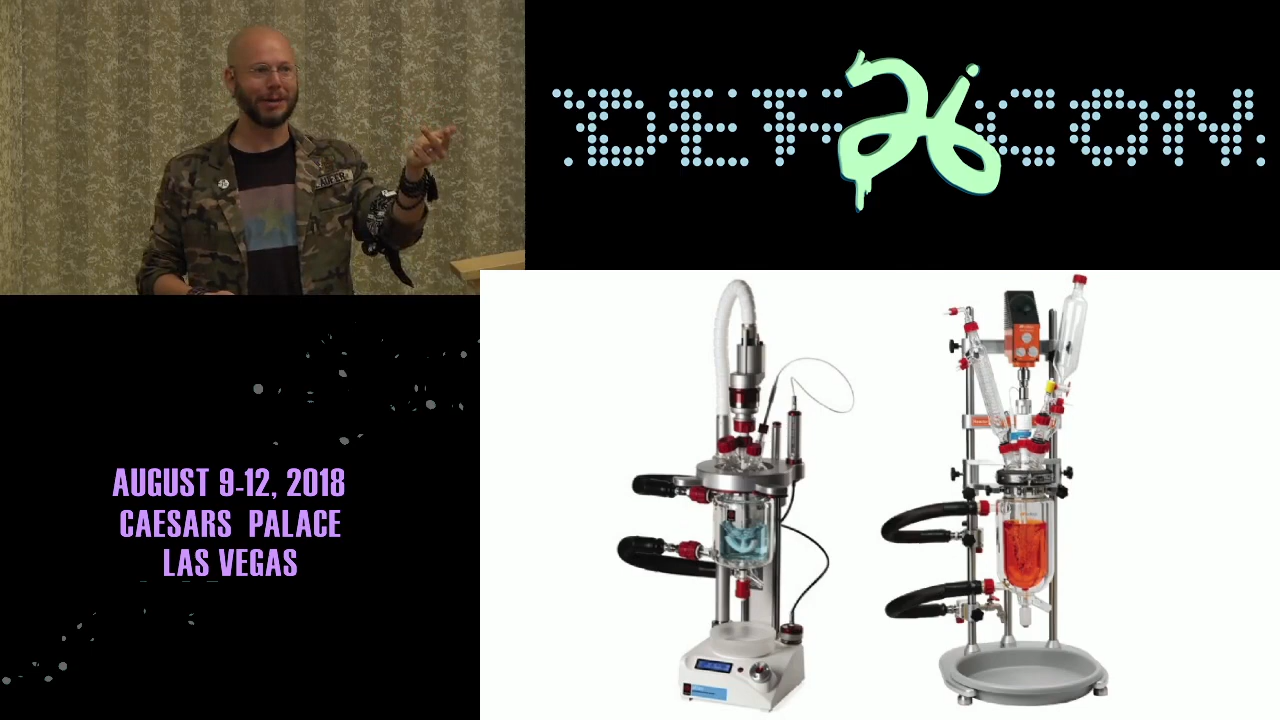 DEF 26 CON.
AUGUST 9-12, 2018
CAESARS PALACE
LAS VEGAS